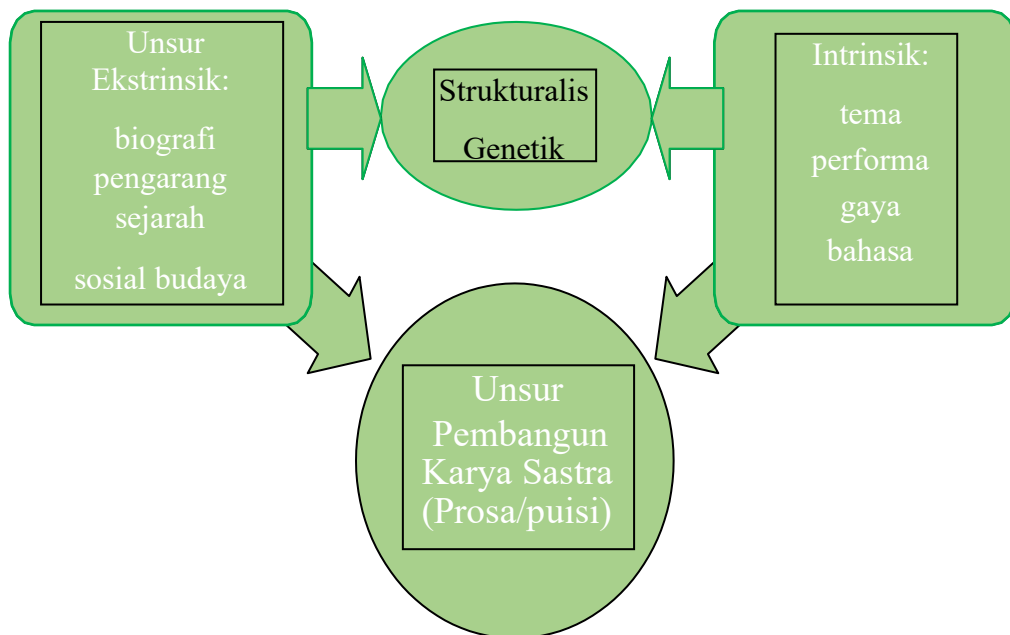 Unsur
Ekstrinsik:
biografi
pengarang
sejarah
sosial budaya
Strukturalis
Genetik
Intrinsik:
tema
performa
gaya
bahasa
Unsur
Pembangun
Karya Sastra
(Prosa/puisi)